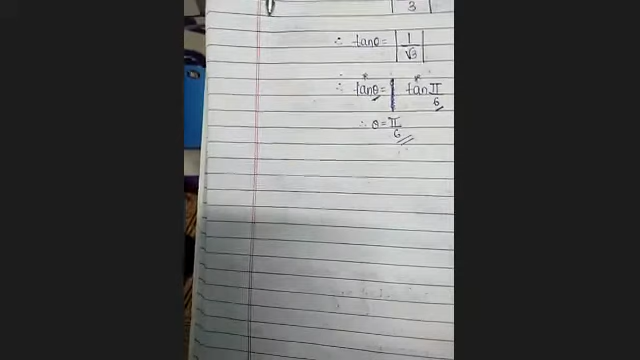 3
∴ tanθ = |1/√3|
∴ tanθ = tan π/6
∴ θ = π/6